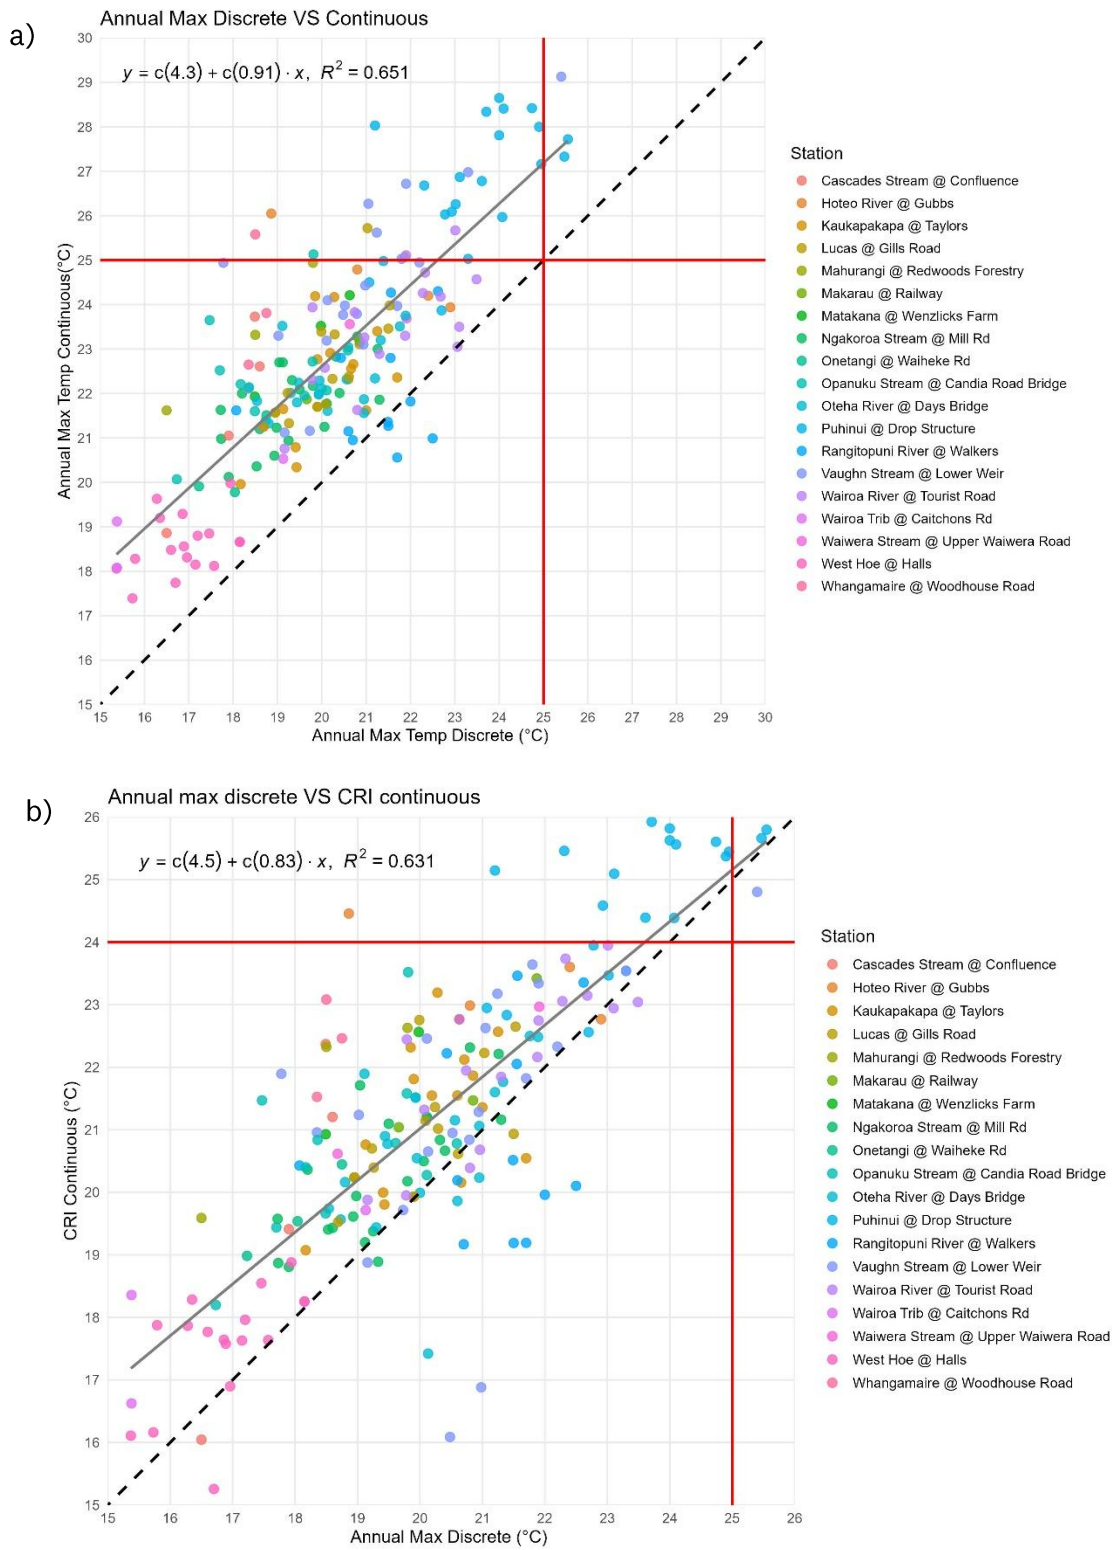 a)
Annual Max Discrete VS Continuous
y = c(4.3) + c(0.91) · x, R² = 0.651
Annual Max Temp Continuous(°C)
30
29
28
27
26
25
24
23
22
21
20
19
18
17
16
15
15 16 17 18 19 20 21 22 23 24 25 26 27 28 29 30
Annual Max Temp Discrete (°C)
Station
Cascades Stream @ Confluence
Hoteo River @ Gubbs
Kaukapakapa @ Taylors
Lucas @ Gills Road
Mahurangi @ Redwoods Forestry
Makarau @ Railway
Matakana @ Wenzlicks Farm
Ngakoroa Stream @ Mill Rd
Onetangi @ Waiheke Rd
Opanuku Stream @ Candia Road Bridge
Oteha River @ Days Bridge
Puhinui @ Drop Structure
Rangitopuni River @ Walkers
Vaughn Stream @ Lower Weir
Wairoa River @ Tourist Road
Wairoa Trib @ Caitchons Rd
Waiwera Stream @ Upper Waiwera Road
West Hoe @ Halls
Whangamaire @ Woodhouse Road
b)
Annual max discrete VS CRI continuous
y = c(4.5) + c(0.83) · x, R² = 0.631
CRI Continuous (°C)
26
25
24
23
22
21
20
19
18
17
16
15
15 16 17 18 19 20 21 22 23 24 25 26
Annual Max Discrete (°C)
Station
Cascades Stream @ Confluence
Hoteo River @ Gubbs
Kaukapakapa @ Taylors
Lucas @ Gills Road
Mahurangi @ Redwoods Forestry
Makarau @ Railway
Matakana @ Wenzlicks Farm
Ngakoroa Stream @ Mill Rd
Onetangi @ Waiheke Rd
Opanuku Stream @ Candia Road Bridge
Oteha River @ Days Bridge
Puhinui @ Drop Structure
Rangitopuni River @ Walkers
Vaughn Stream @ Lower Weir
Wairoa River @ Tourist Road
Wairoa Trib @ Caitchons Rd
Waiwera Stream @ Upper Waiwera Road
West Hoe @ Halls
Whangamaire @ Woodhouse Road